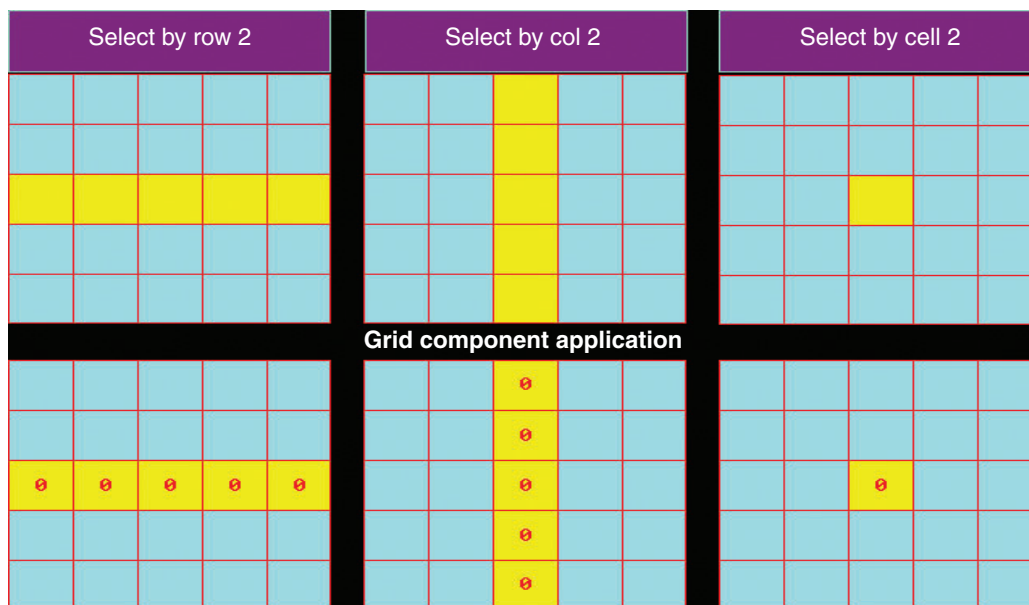 Select by row 2
Select by col 2
Select by cell 2
Grid component application
0
0
0 0 0 0 0 0 0
0
0